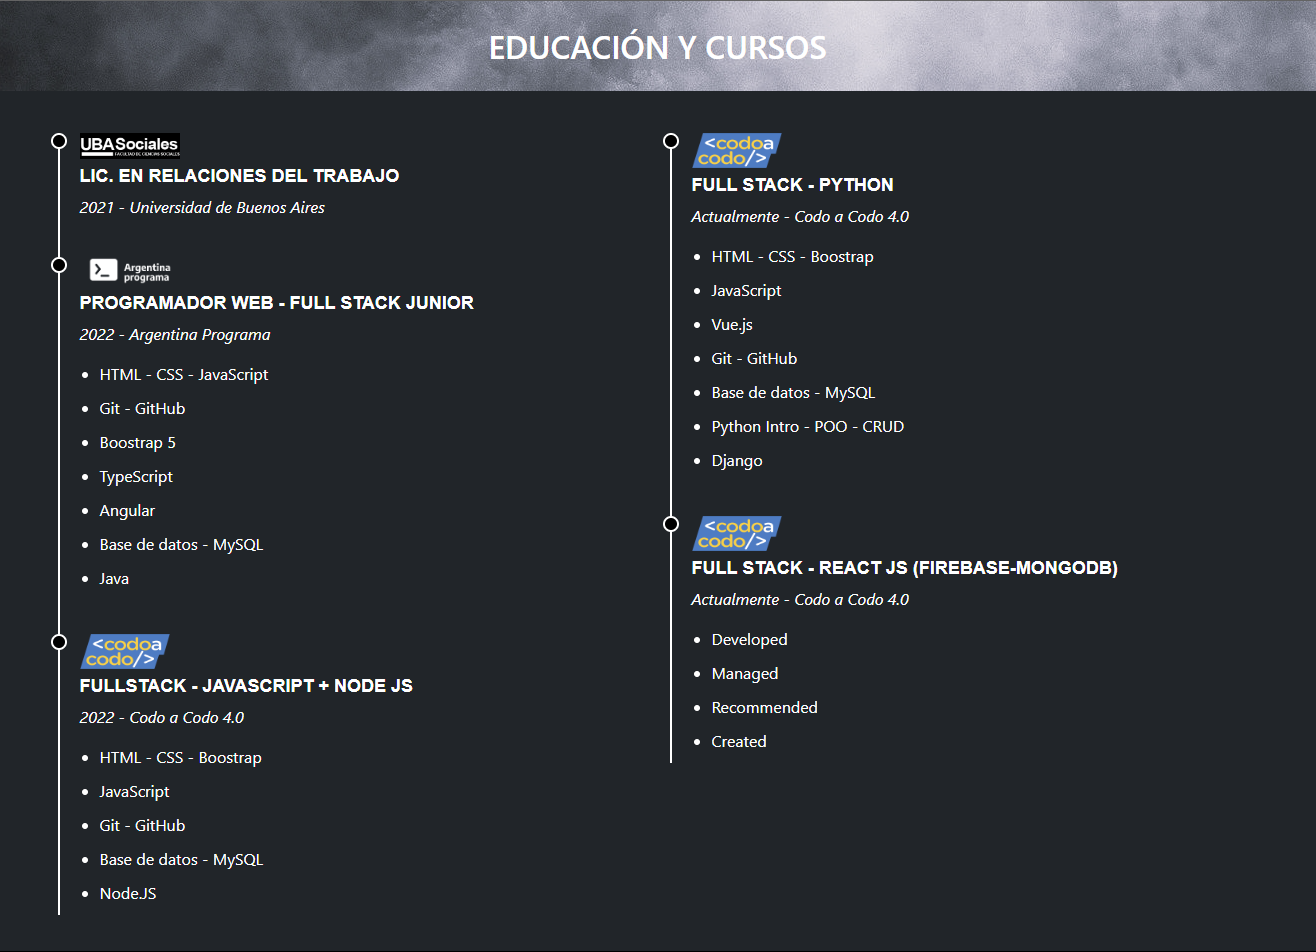 EDUCACIÓN Y CURSOS
UBA Sociales
FACULTAD DE CIENCIAS SOCIALES
LIC. EN RELACIONES DEL TRABAJO
2021 - Universidad de Buenos Aires
>_ Argentina
programa
PROGRAMADOR WEB - FULL STACK JUNIOR
2022 - Argentina Programa
• HTML - CSS - JavaScript
• Git - GitHub
• Boostrap 5
• TypeScript
• Angular
• Base de datos - MySQL
• Java
<codoa
codo/>
FULLSTACK - JAVASCRIPT + NODE JS
2022 - Codo a Codo 4.0
• HTML - CSS - Boostrap
• JavaScript
• Git - GitHub
• Base de datos - MySQL
• NodeJS
<codoa
codo/>
FULL STACK - PYTHON
Actualmente - Codo a Codo 4.0
• HTML - CSS - Boostrap
• JavaScript
• Vue.js
• Git - GitHub
• Base de datos - MySQL
• Python Intro - POO - CRUD
• Django
<codoa
codo/>
FULL STACK - REACT JS (FIREBASE-MONGODB)
Actualmente - Codo a Codo 4.0
• Developed
• Managed
• Recommended
• Created